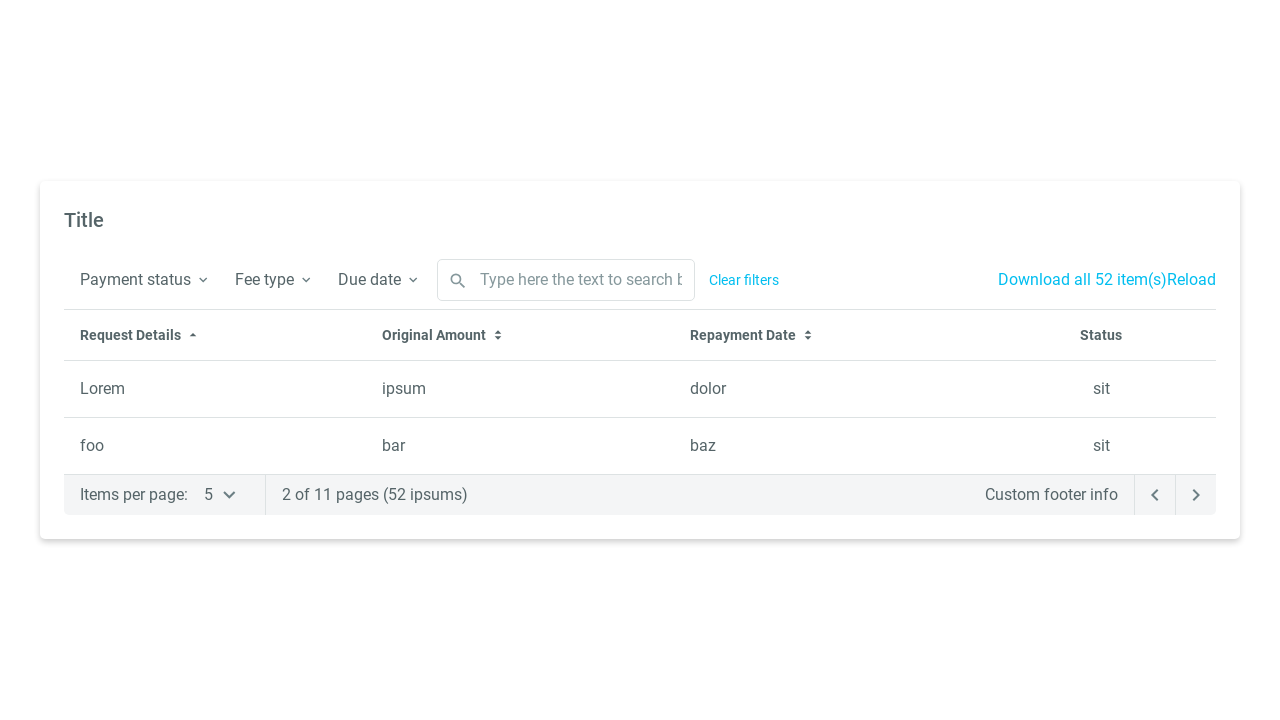 Title
Payment status Fee type Due date Type here the text to search b Clear filters Download all 52 item(s)Reload
Request Details Original Amount Repayment Date Status
Lorem ipsum dolor sit
foo bar baz sit
Items per page: 5 2 of 11 pages (52 ipsums) Custom footer info